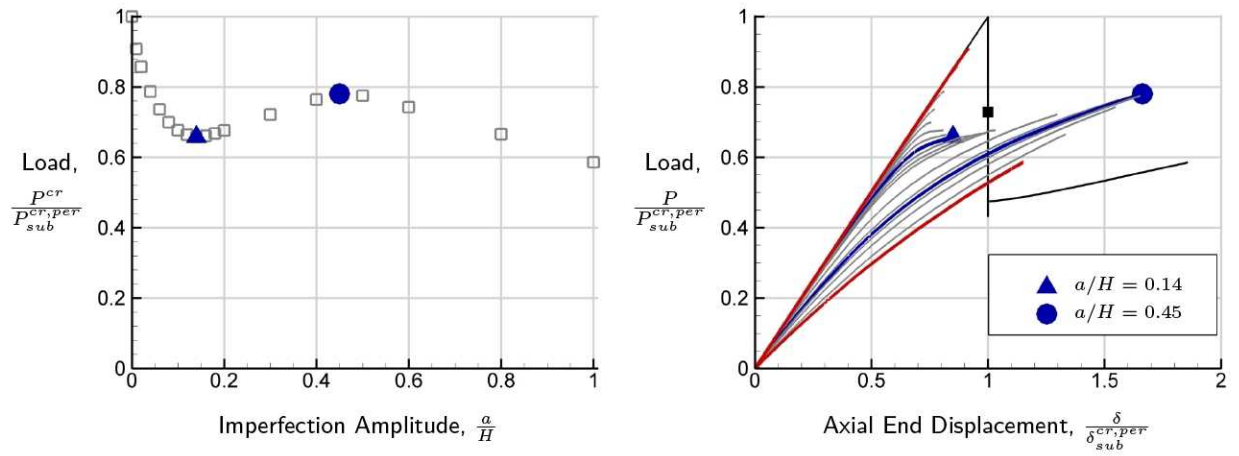 1
0.8
0.6
0.4
0.2
0
Load,
P^{cr}
P_{sub}^{cr,per}
0 0.2 0.4 0.6 0.8 1
Imperfection Amplitude, a/H
1
0.8
0.6
0.4
0.2
0
Load,
P
P_{sub}^{cr,per}
a/H = 0.14
a/H = 0.45
0 0.5 1 1.5 2
Axial End Displacement, δ/δ_{sub}^{cr,per}